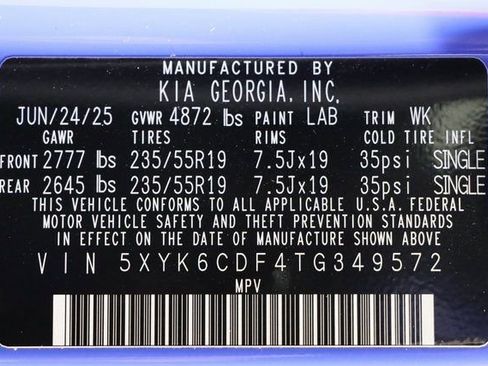 MANUFACTURED BY
KIA GEORGIA, INC.
JUN/24/25 GVWR 4872 lbs PAINT LAB TRIM WK
GAWR TIRES RIMS COLD TIRE INFL
FRONT 2777 lbs 235/55R19 7.5Jx19 35psi SINGLE
REAR 2645 lbs 235/55R19 7.5Jx19 35psi SINGLE
THIS VEHICLE CONFORMS TO ALL APPLICABLE U.S.A. FEDERAL
MOTOR VEHICLE SAFETY AND THEFT PREVENTION STANDARDS
IN EFFECT ON THE DATE OF MANUFACTURE SHOWN ABOVE
VIN 5XYK6CDF4TG349572
MPV